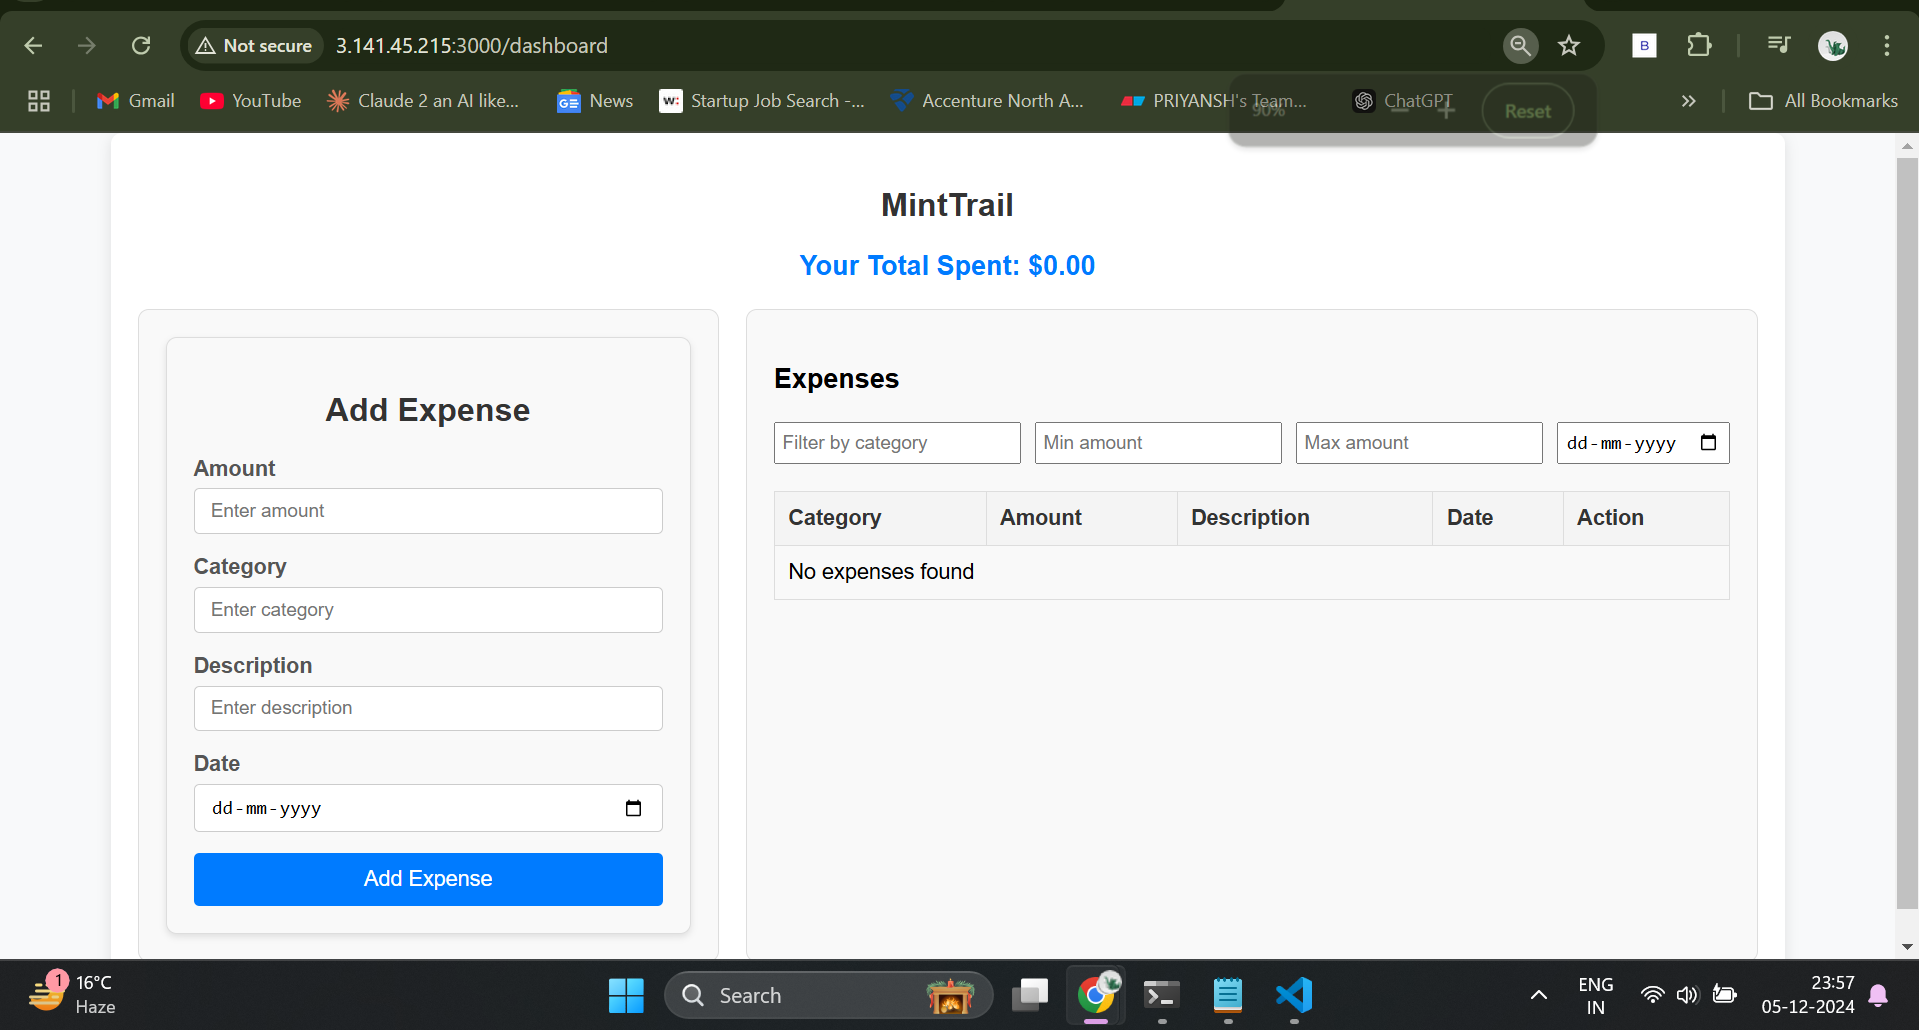 Not secure
3.141.45.215:3000/dashboard
B
Gmail
YouTube
Claude 2 an AI like...
News
w:
Startup Job Search -...
Accenture North A...
PRIYANSH's Team...
ChatGPT
All Bookmarks
90%
Reset
MintTrail
Your Total Spent: $0.00
Add Expense
Amount
Enter amount
Category
Enter category
Description
Enter description
Date
dd-mm-yyyy
Add Expense
Expenses
Filter by category
Min amount
Max amount
dd-mm-yyyy
Category Amount Description Date Action
No expenses found
1
16°C
Haze
Search
ENG
IN
23:57
05-12-2024